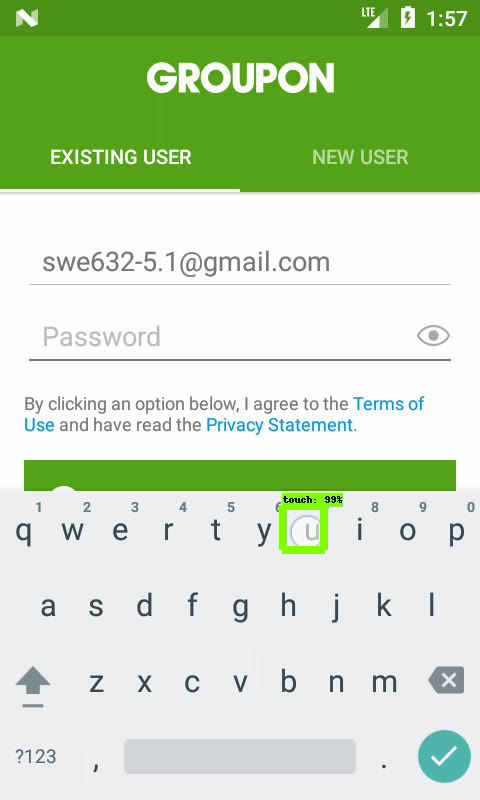 LTE 1:57
GROUPON
EXISTING USER NEW USER
swe632-5.1@gmail.com
Password
By clicking an option below, I agree to the Terms of
Use and have read the Privacy Statement.
touch: 99%
1 2 3 4 5 6 8 9 0
q w e r t y u i o p
a s d f g h j k l
z x c v b n m
?123 , .